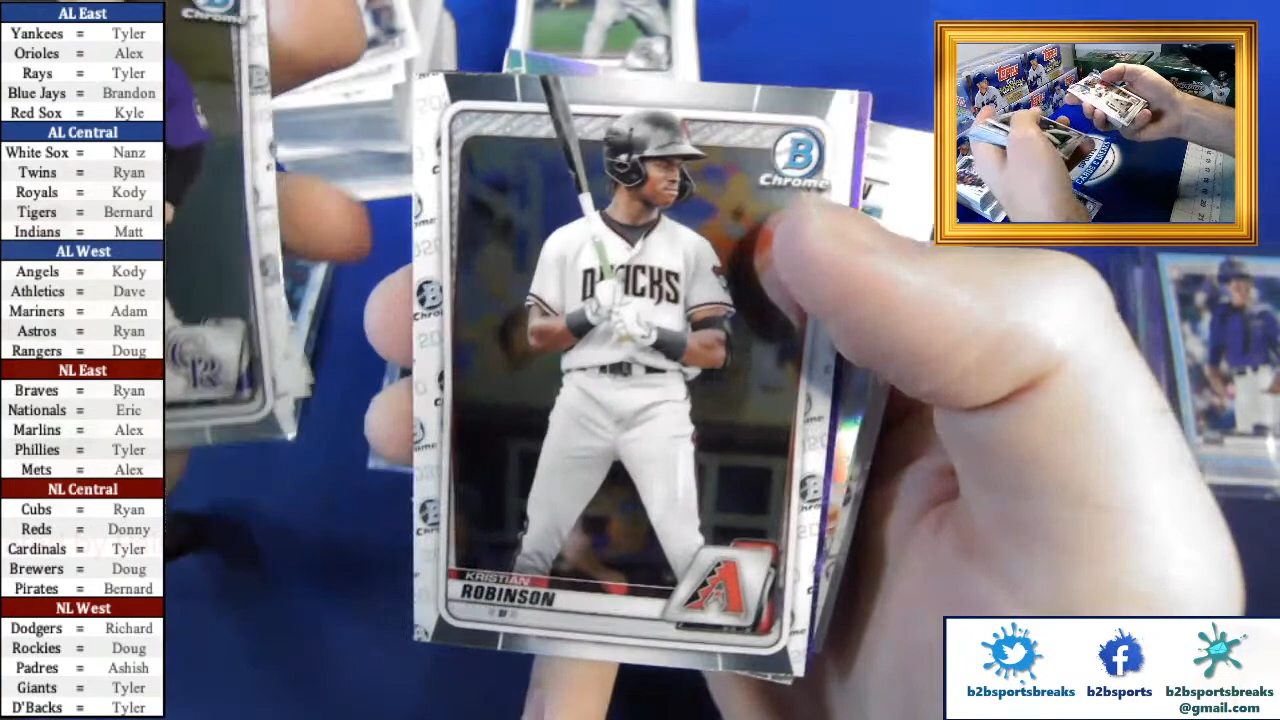 AL East
Yankees = Tyler
Orioles = Alex
Rays = Tyler
Blue Jays = Brandon
Red Sox = Kyle
AL Central
White Sox = Nanz
Twins = Ryan
Royals = Kody
Tigers = Bernard
Indians = Matt
AL West
Angels = Kody
Athletics = Dave
Mariners = Adam
Astros = Ryan
Rangers = Doug
NL East
Braves = Ryan
Nationals = Eric
Marlins = Alex
Phillies = Tyler
Mets = Alex
NL Central
Cubs = Ryan
Reds = Donny
Cardinals = Tyler
Brewers = Doug
Pirates = Bernard
NL West
Dodgers = Richard
Rockies = Doug
Padres = Ashish
Giants = Tyler
D'Backs = Tyler
Chrome
CR
B
Chrome
KRISTIAN
ROBINSON
A
TOPPS
b2bsportsbreaks
b2bsports
b2bsportsbreaks
@gmail.com